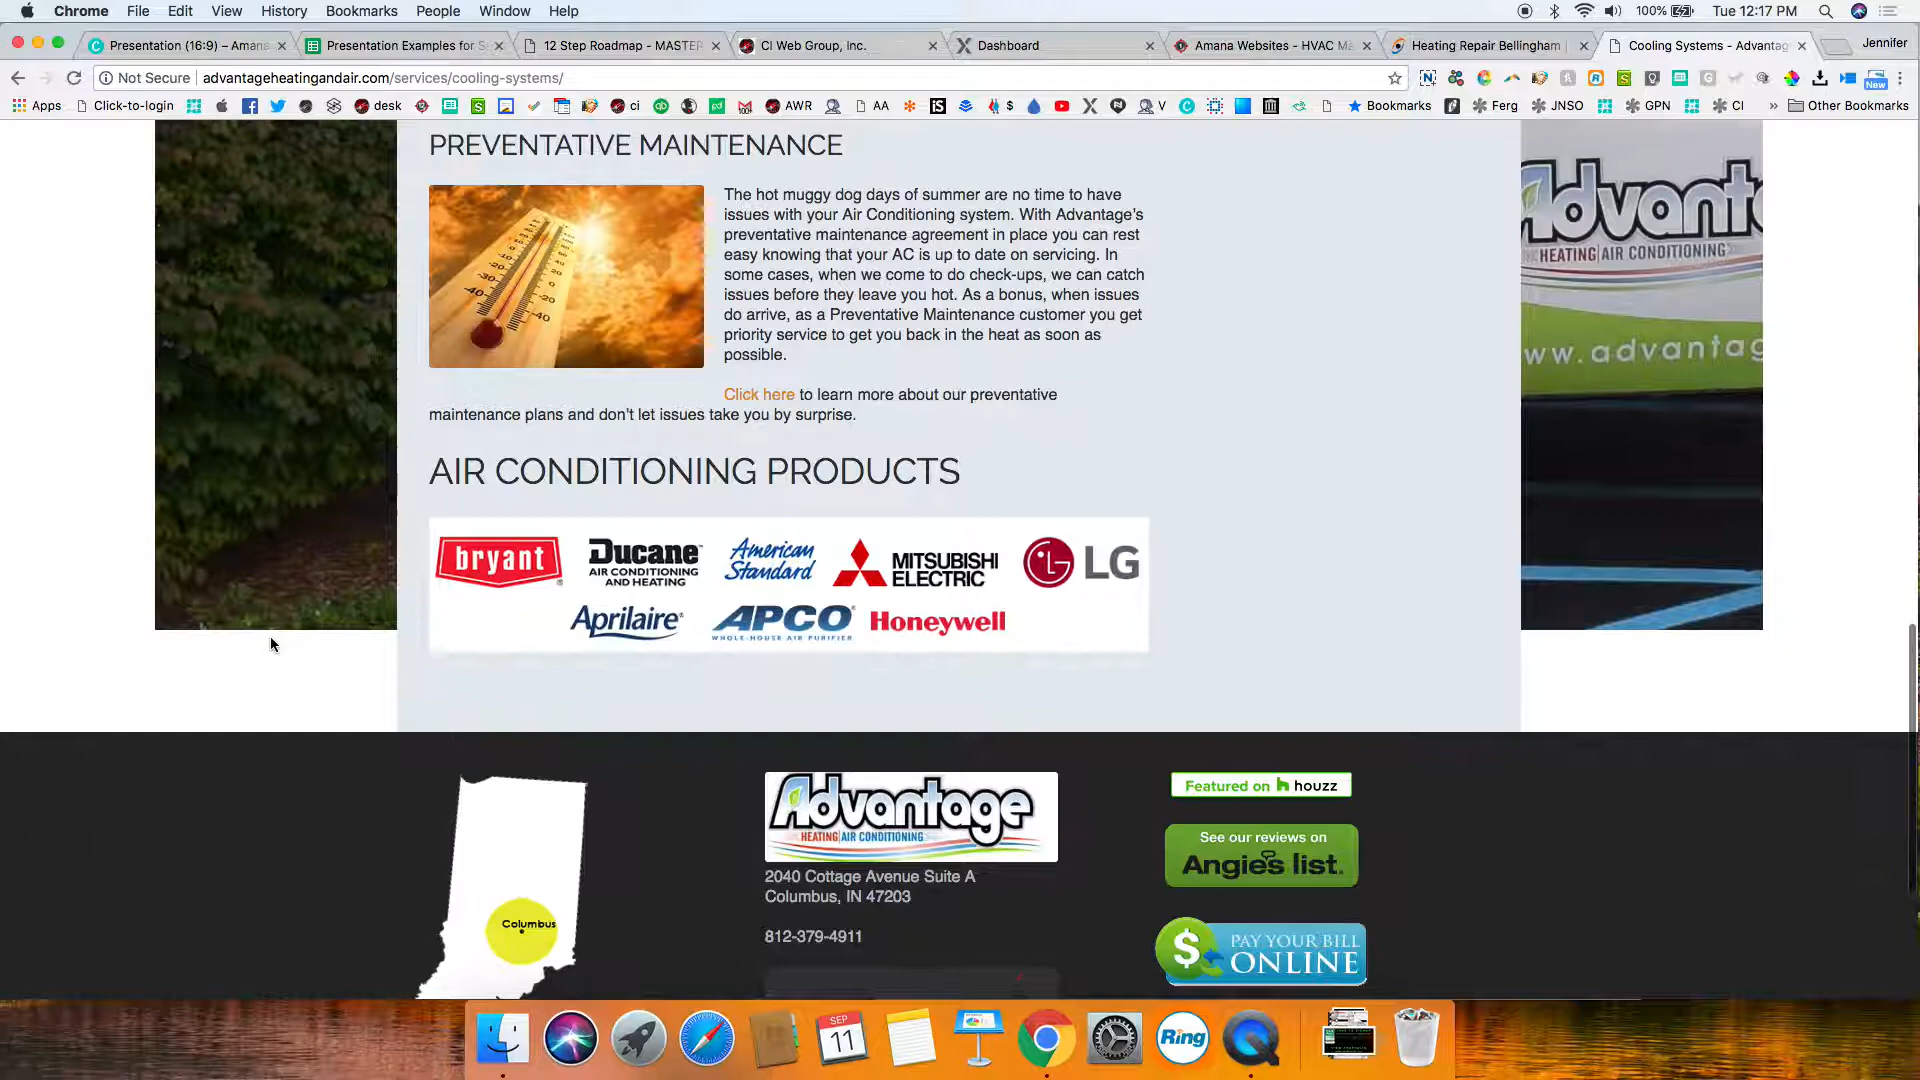 Chrome File Edit View History Bookmarks People Window Help
100% Tue 12:17 PM
Presentation (16:9) – Amana
Presentation Examples for S
12 Step Roadmap - MASTER
CI Web Group, Inc.
Dashboard
Amana Websites - HVAC Ma
Heating Repair Bellingham
Cooling Systems - Advantag
Jennifer
Not Secure advantageheatingandair.com/services/cooling-systems/
New
Apps Click-to-login desk ci AWR AA $ V Bookmarks Ferg JNSO GPN CI » Other Bookmarks
PREVENTATIVE MAINTENANCE
The hot muggy dog days of summer are no time to have
issues with your Air Conditioning system. With Advantage's
preventative maintenance agreement in place you can rest
easy knowing that your AC is up to date on servicing. In
some cases, when we come to do check-ups, we can catch
issues before they leave you hot. As a bonus, when issues
do arrive, as a Preventative Maintenance customer you get
priority service to get you back in the heat as soon as
possible.
Click here to learn more about our preventative
maintenance plans and don't let issues take you by surprise.
AIR CONDITIONING PRODUCTS
bryant
Ducane
AIR CONDITIONING
AND HEATING
American
Standard
MITSUBISHI
ELECTRIC
LG
Aprilaire
APCO
WHOLE-HOUSE AIR PURIFIER
Honeywell
Advanta
HEATING AIR CONDITIONING
ww.advantag
Columbus
Advantage
HEATING AIR CONDITIONING
2040 Cottage Avenue Suite A
Columbus, IN 47203
812-379-4911
Featured on houzz
See our reviews on
Angie's list.
$ PAY YOUR BILL
ONLINE
SEP
11
Ring